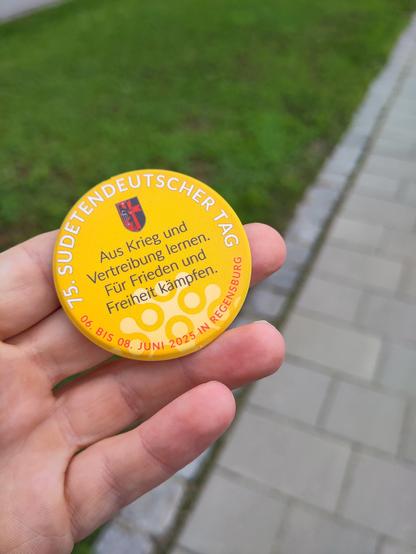 75. SUDETENDEUTSCHER TAG
Aus Krieg und
Vertreibung lernen.
Für Frieden und
Freiheit kämpfen.
06. BIS 08. JUNI 2025 IN REGENSBURG